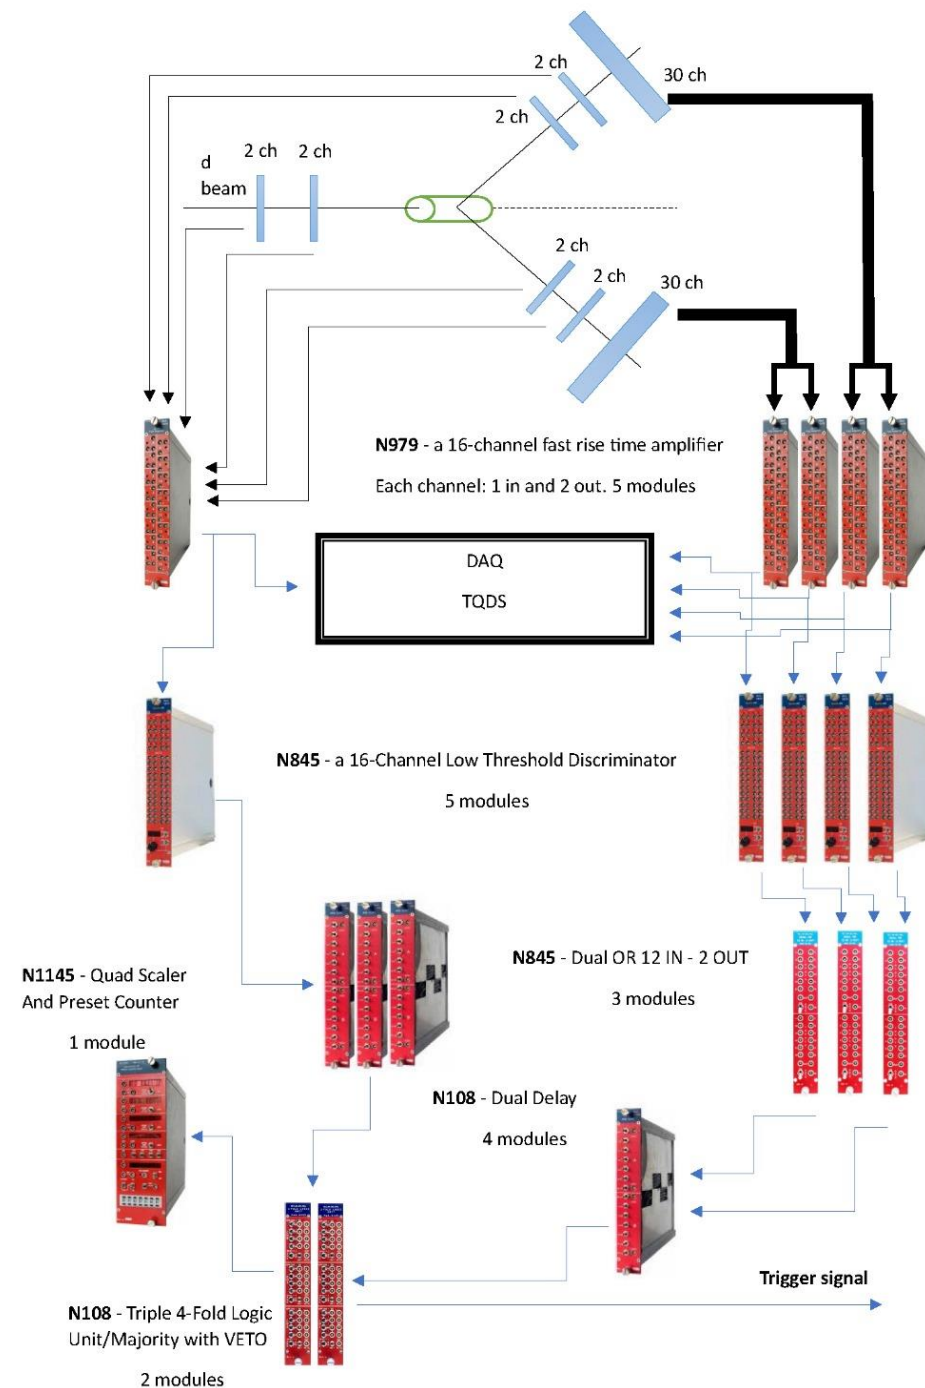 2 ch
30 ch
2 ch
2 ch
2 ch
d
beam
2 ch
2 ch
30 ch
N979 - a 16-channel fast rise time amplifier
Each channel: 1 in and 2 out. 5 modules
DAQ
TQDS
N845 - a 16-Channel Low Threshold Discriminator
5 modules
N1145 - Quad Scaler
And Preset Counter
1 module
N845 - Dual OR 12 IN - 2 OUT
3 modules
N108 - Dual Delay
4 modules
Trigger signal
N108 - Triple 4-Fold Logic
Unit/Majority with VETO
2 modules